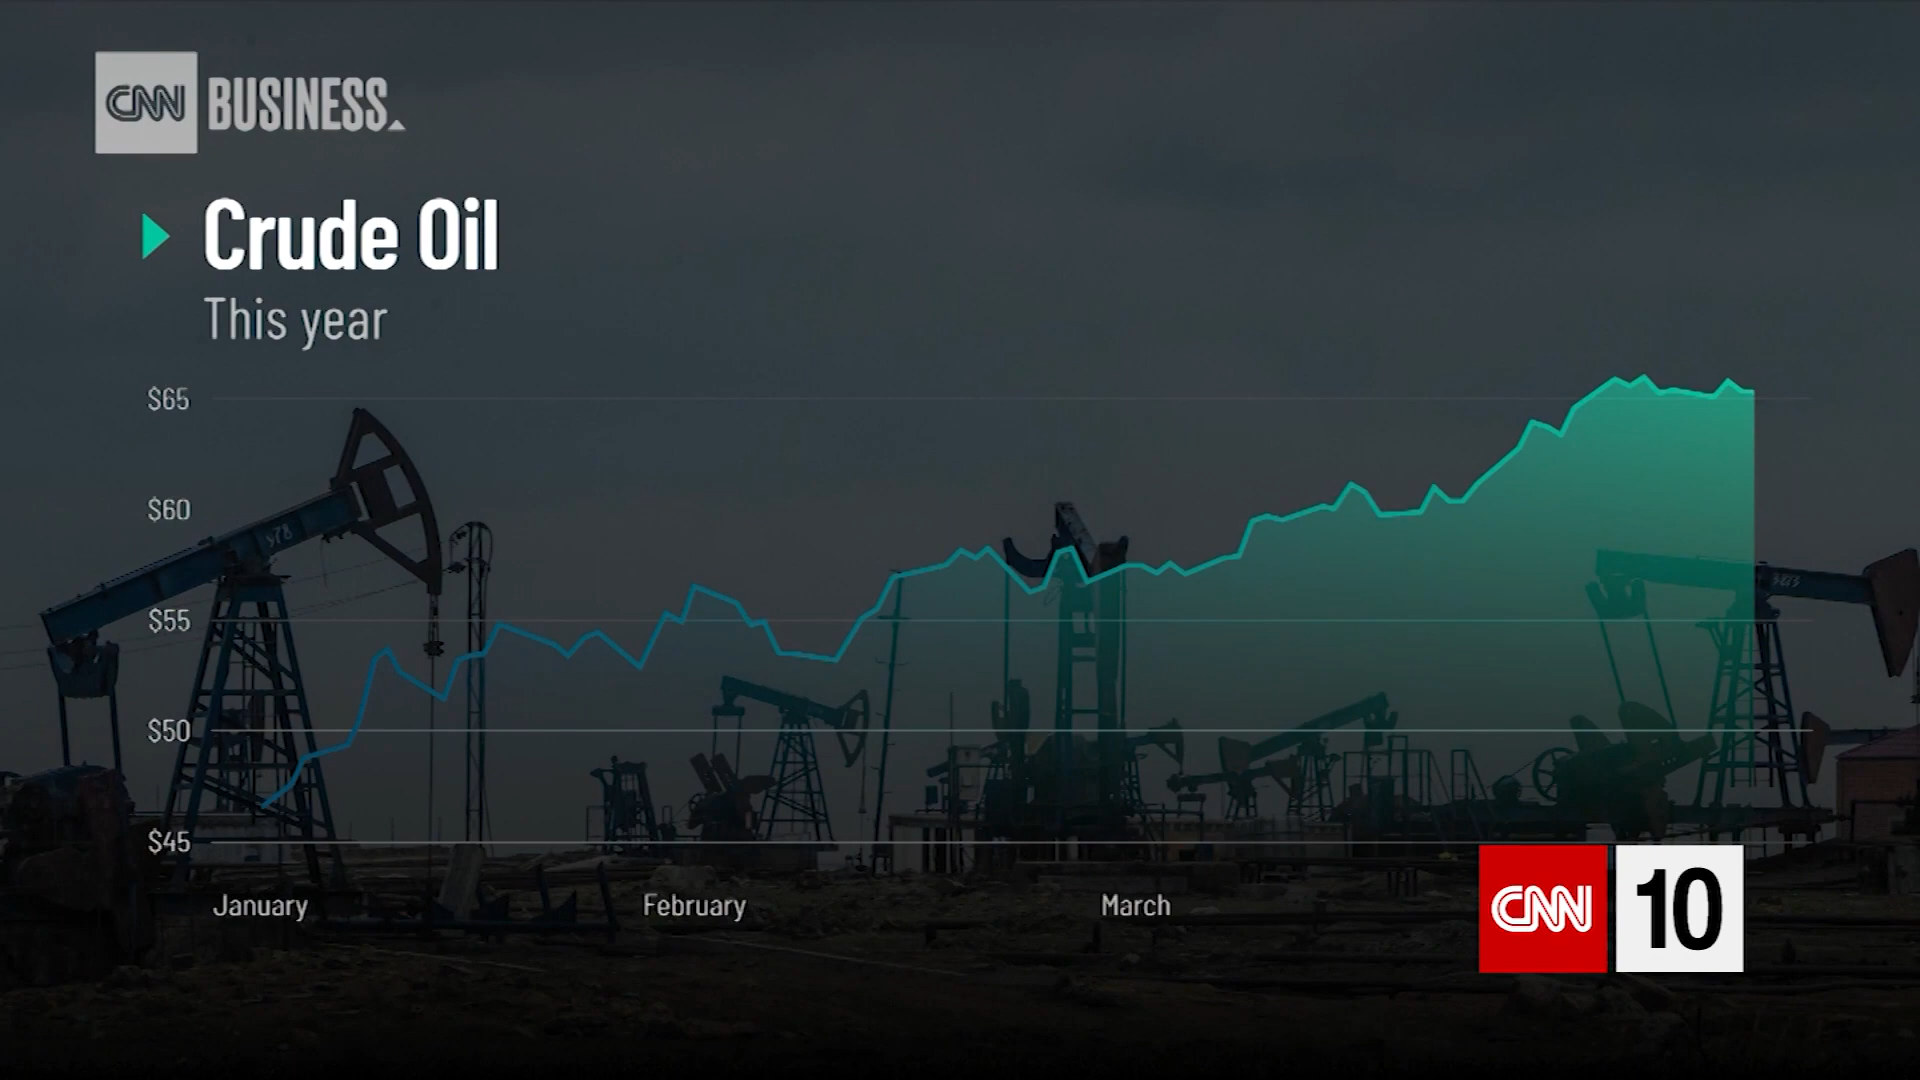 CNN BUSINESS
Crude Oil
This year
$65
$60
$55
$50
$45
January
February
March
CNN 10